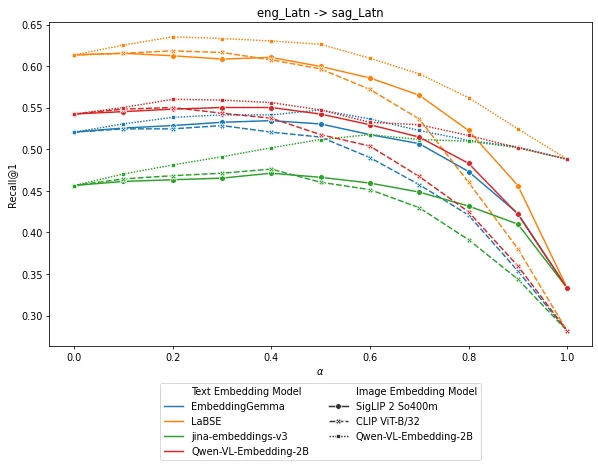 eng_Latn -> sag_Latn
Recall@1
0.65
0.60
0.55
0.50
0.45
0.40
0.35
0.30
0.0 0.2 0.4 0.6 0.8 1.0
α
Text Embedding Model Image Embedding Model
EmbeddingGemma SigLIP 2 So400m
LaBSE CLIP ViT-B/32
jina-embeddings-v3 Qwen-VL-Embedding-2B
Qwen-VL-Embedding-2B